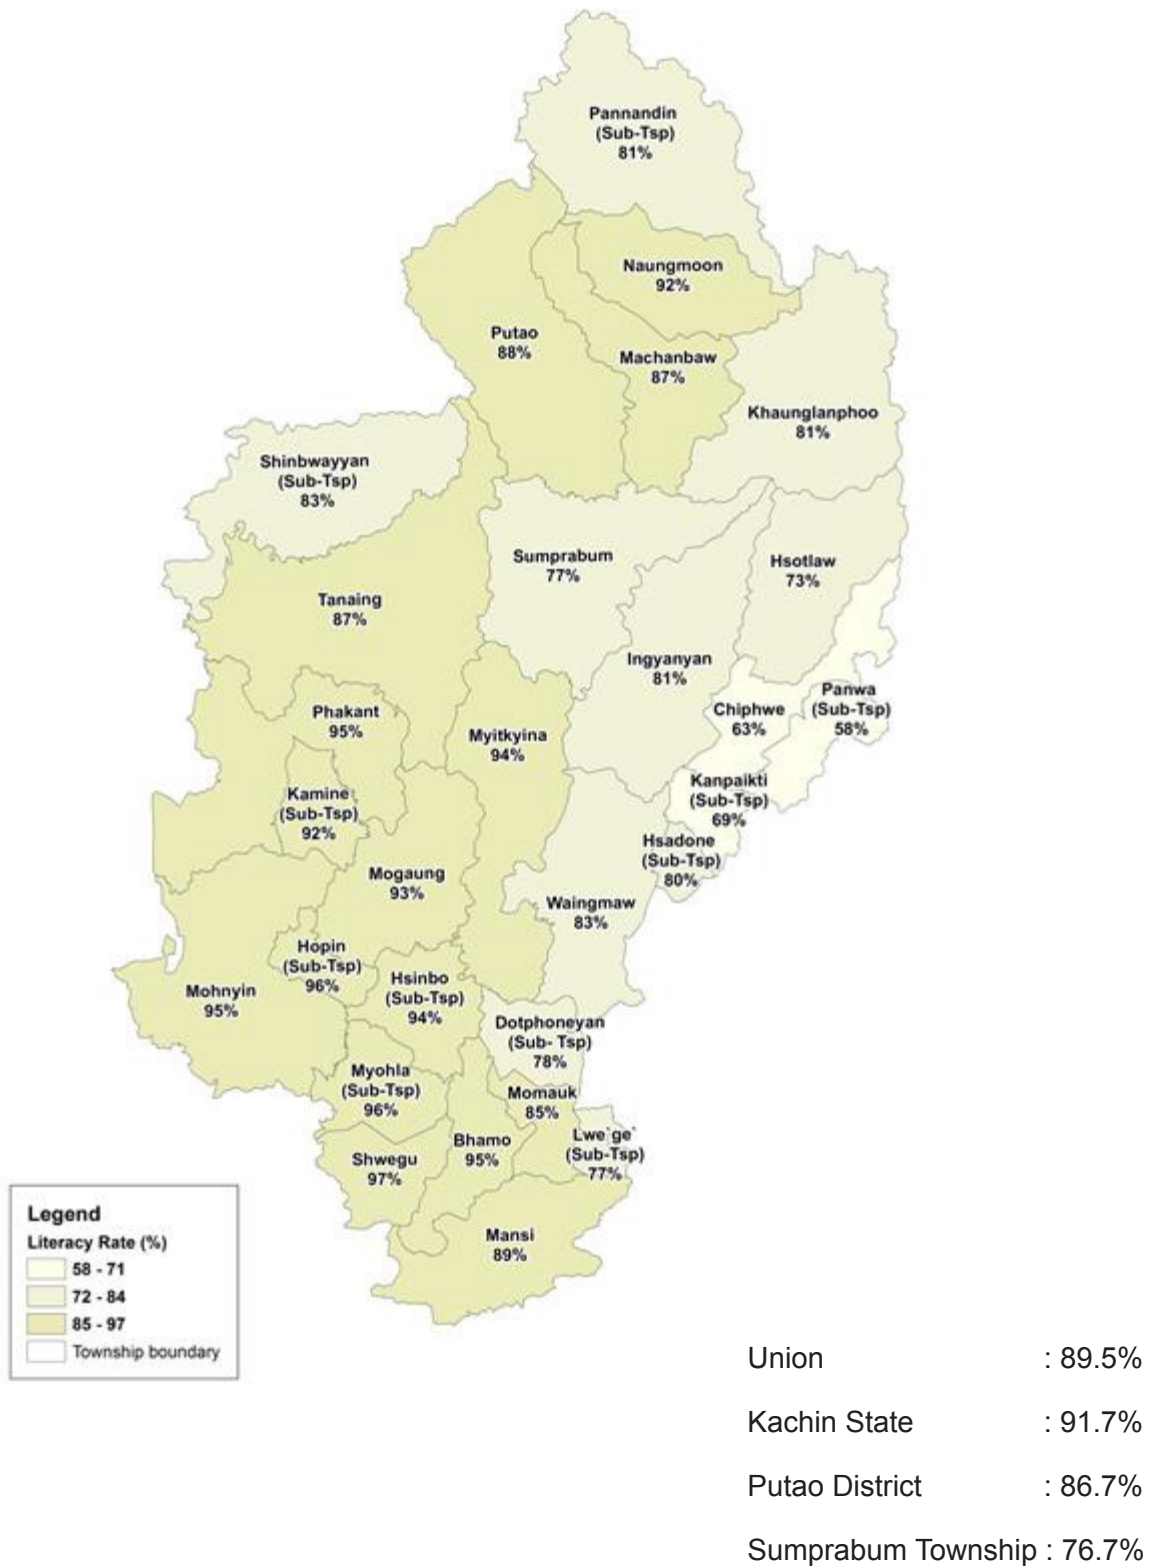 Pannandin
(Sub-Tsp)
81%
Naungmoon
92%
Putao
88%
Machanbaw
87%
Khaunglanphoo
81%
Shinbwayyan
(Sub-Tsp)
83%
Sumprabum
77%
Hsotlaw
73%
Tanaing
87%
Ingyanyan
81%
Panwa
(Sub-Tsp)
58%
Chiphwe
63%
Phakant
95%
Myitkyina
94%
Kanpaikti
(Sub-Tsp)
69%
Kamine
(Sub-Tsp)
92%
Hsadone
(Sub-Tsp)
80%
Mogaung
93%
Waingmaw
83%
Hopin
(Sub-Tsp)
96%
Hsinbo
(Sub-Tsp)
94%
Mohnyin
95%
Dotphoneyan
(Sub- Tsp)
78%
Myohla
(Sub-Tsp)
96%
Momauk
85%
Lwe`ge`
(Sub-Tsp)
77%
Bhamo
95%
Shwegu
97%
Mansi
89%
Legend
Literacy Rate (%)
58 - 71
72 - 84
85 - 97
Township boundary
Union : 89.5%
Kachin State : 91.7%
Putao District : 86.7%
Sumprabum Township : 76.7%